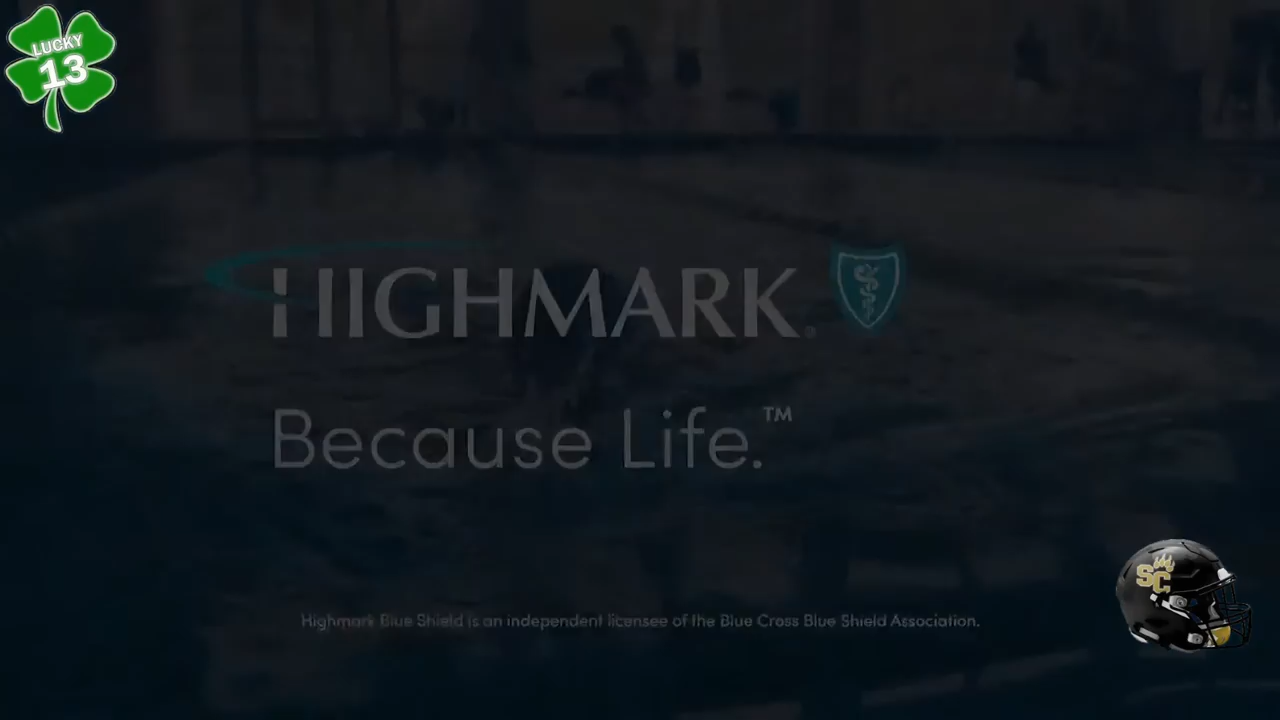 LUCKY
13
HIGHMARK®
Because Life.™
SC
Highmark Blue Shield is an independent licensee of the Blue Cross Blue Shield Association.